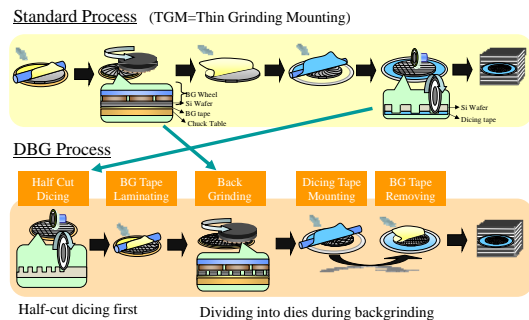 Standard Process (TGM=Thin Grinding Mounting)
BG Wheel
Si Wafer
BG tape
Chuck Table
Si Wafer
Dicing tape
DBG Process
Half Cut
Dicing
BG Tape
Laminating
Back
Grinding
Dicing Tape
Mounting
BG Tape
Removing
Half-cut dicing first
Dividing into dies during backgrinding